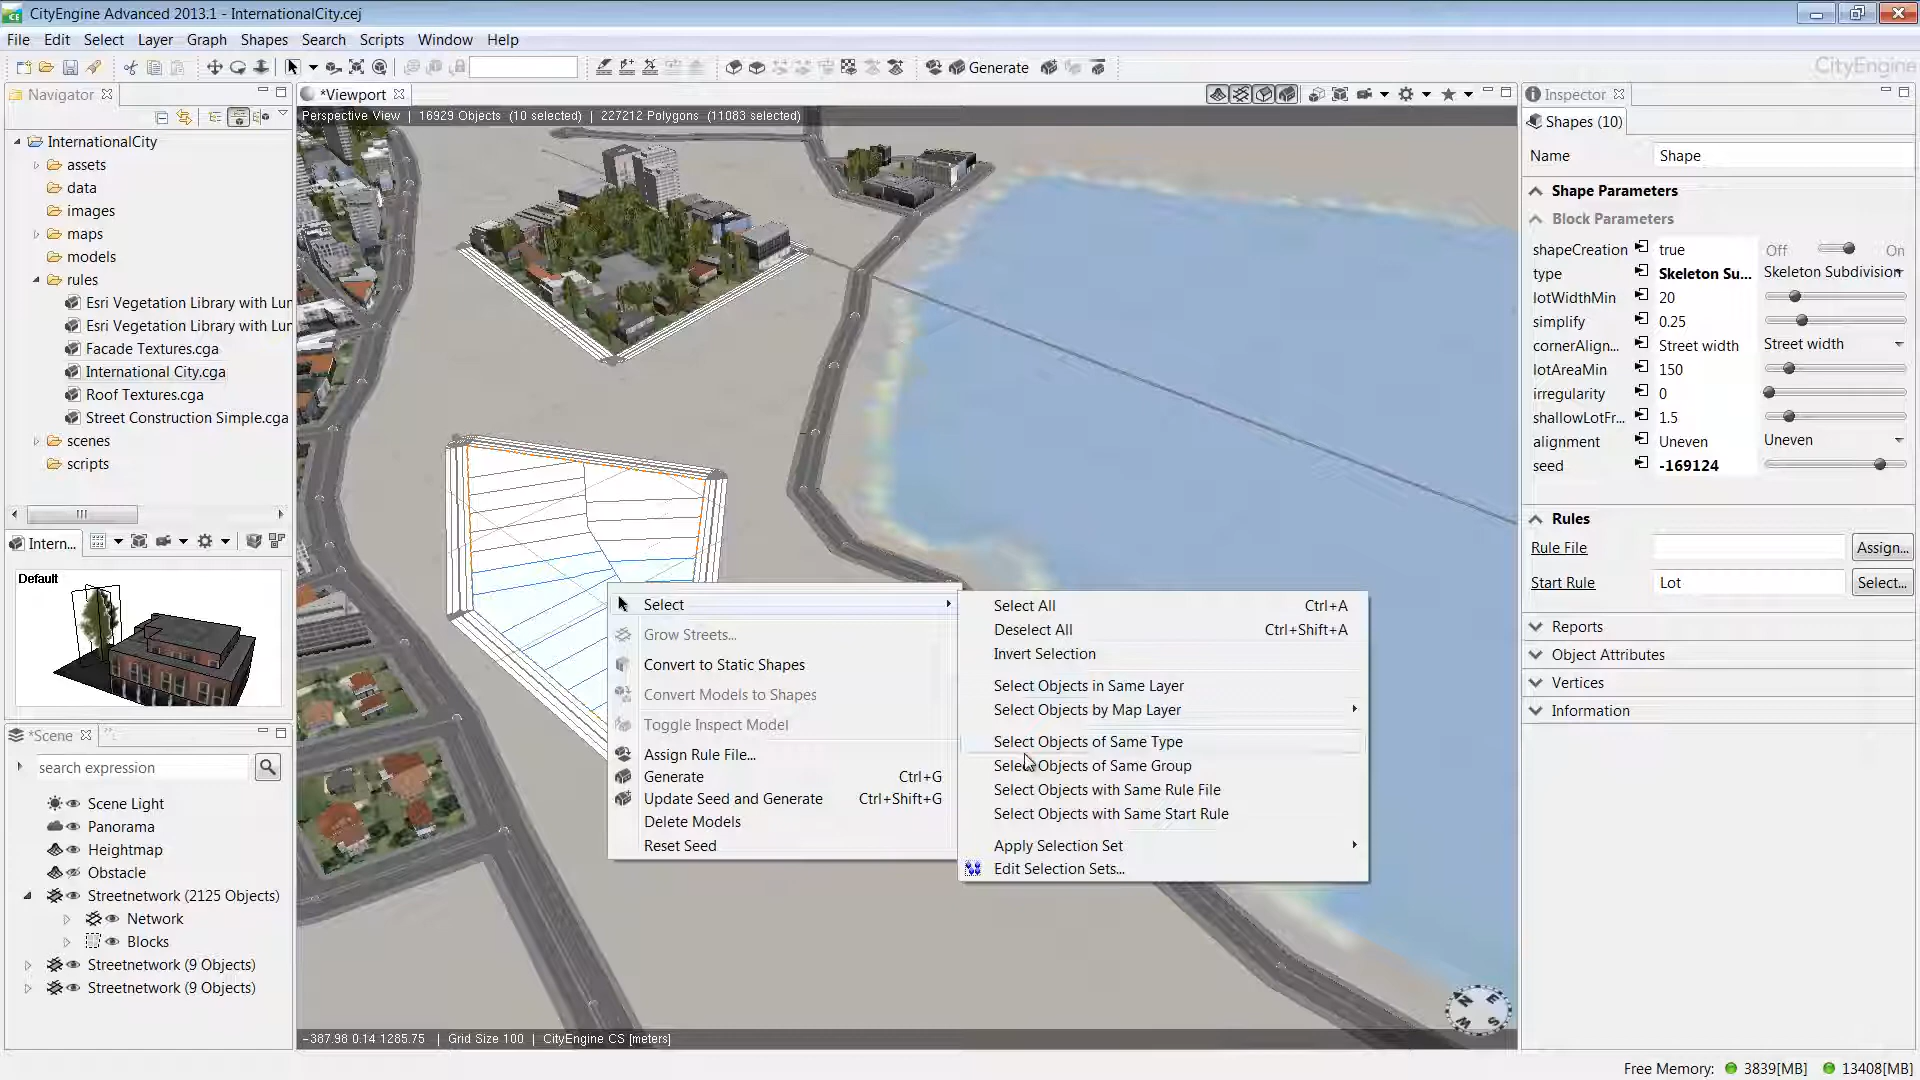 CityEngine Advanced 2013.1 - InternationalCity.cej
File Edit Select Layer Graph Shapes Search Scripts Window Help
Generate
CityEngine
Navigator
InternationalCity
assets
data
images
maps
models
rules
Esri Vegetation Library with Lur
Esri Vegetation Library with Lur
Facade Textures.cga
International City.cga
Roof Textures.cga
Street Construction Simple.cga
scenes
scripts
Intern...
Default
*Scene
search expression
Scene Light
Panorama
Heightmap
Obstacle
Streetnetwork (2125 Objects)
Network
Blocks
Streetnetwork (9 Objects)
Streetnetwork (9 Objects)
*Viewport
Perspective View | 16929 Objects (10 selected) | 227212 Polygons (11083 selected)
Select
Grow Streets...
Convert to Static Shapes
Convert Models to Shapes
Toggle Inspect Model
Assign Rule File...
Generate Ctrl+G
Update Seed and Generate Ctrl+Shift+G
Delete Models
Reset Seed
Select All Ctrl+A
Deselect All Ctrl+Shift+A
Invert Selection
Select Objects in Same Layer
Select Objects by Map Layer
Select Objects of Same Type
Select Objects of Same Group
Select Objects with Same Rule File
Select Objects with Same Start Rule
Apply Selection Set
Edit Selection Sets...
N E
W S
-387.98 0.14 1285.75 | Grid Size 100 | CityEngine CS [meters]
Inspector
Shapes (10)
Name Shape
Shape Parameters
Block Parameters
shapeCreation true Off On
type Skeleton Su... Skeleton Subdivision
lotWidthMin 20
simplify 0.25
cornerAlign... Street width Street width
lotAreaMin 150
irregularity 0
shallowLotFr... 1.5
alignment Uneven Uneven
seed -169124
Rules
Rule File Assign...
Start Rule Lot Select...
Reports
Object Attributes
Vertices
Information
Free Memory: 3839[MB] 13408[MB]